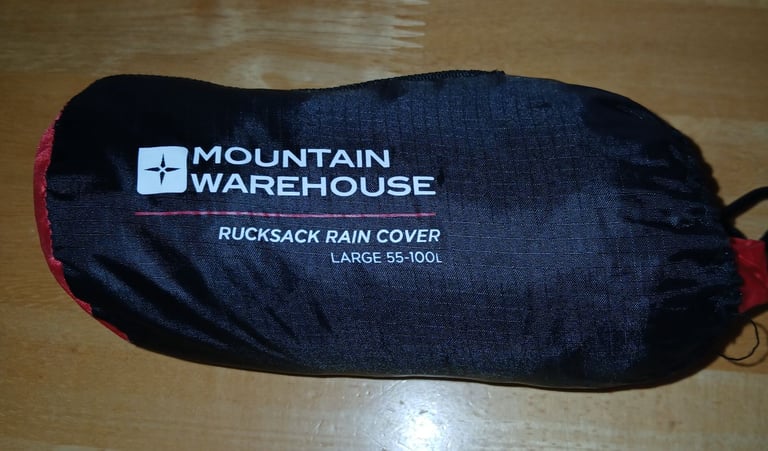 MOUNTAIN
WAREHOUSE
RUCKSACK RAIN COVER
LARGE 55-100L